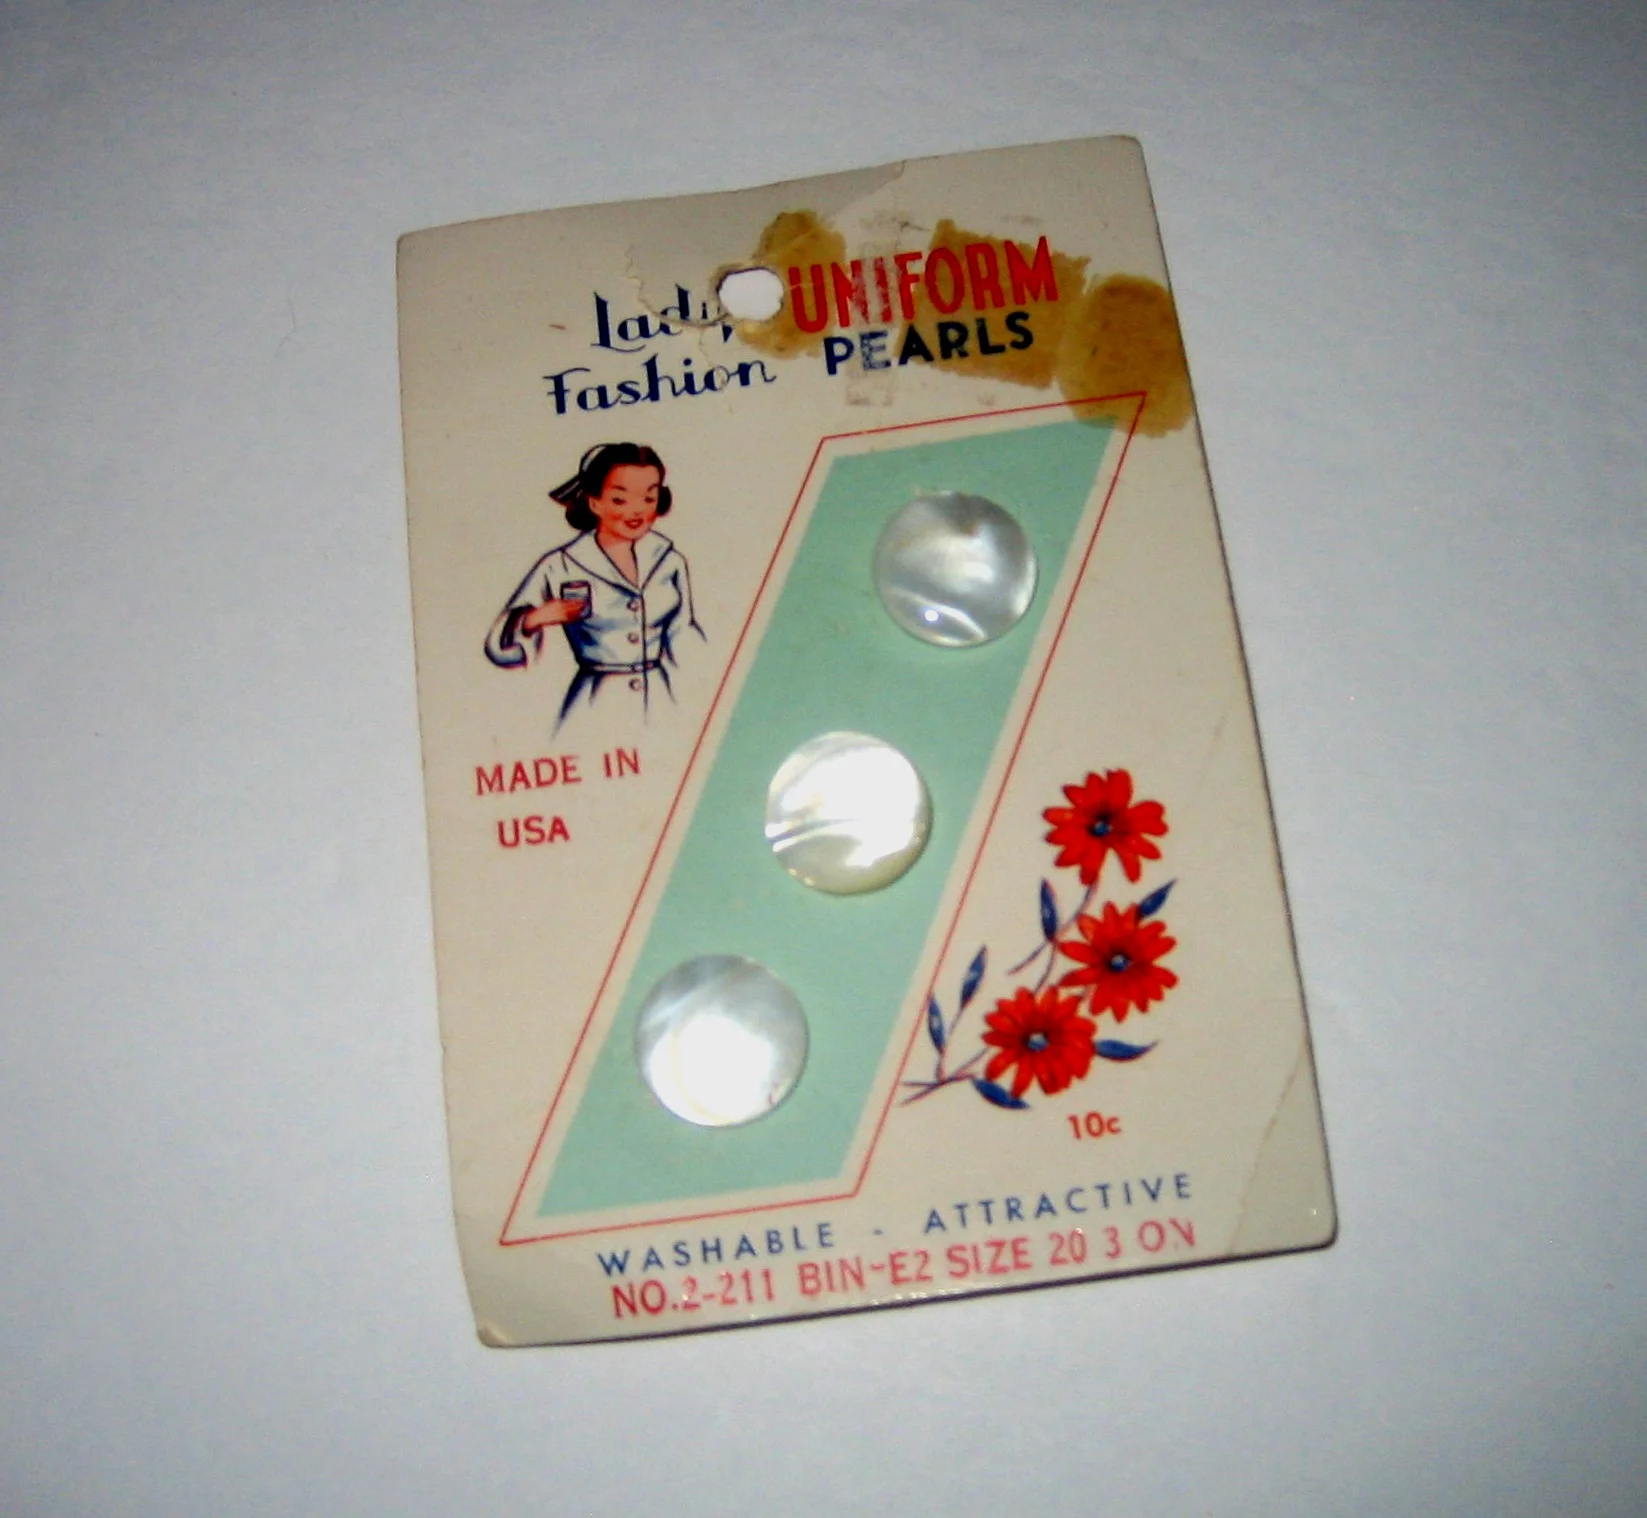 Lady UNIFORM
Fashion PEARLS
MADE IN
USA
10c
WASHABLE - ATTRACTIVE
NO.2-211 BIN-E2 SIZE 20 3 ON